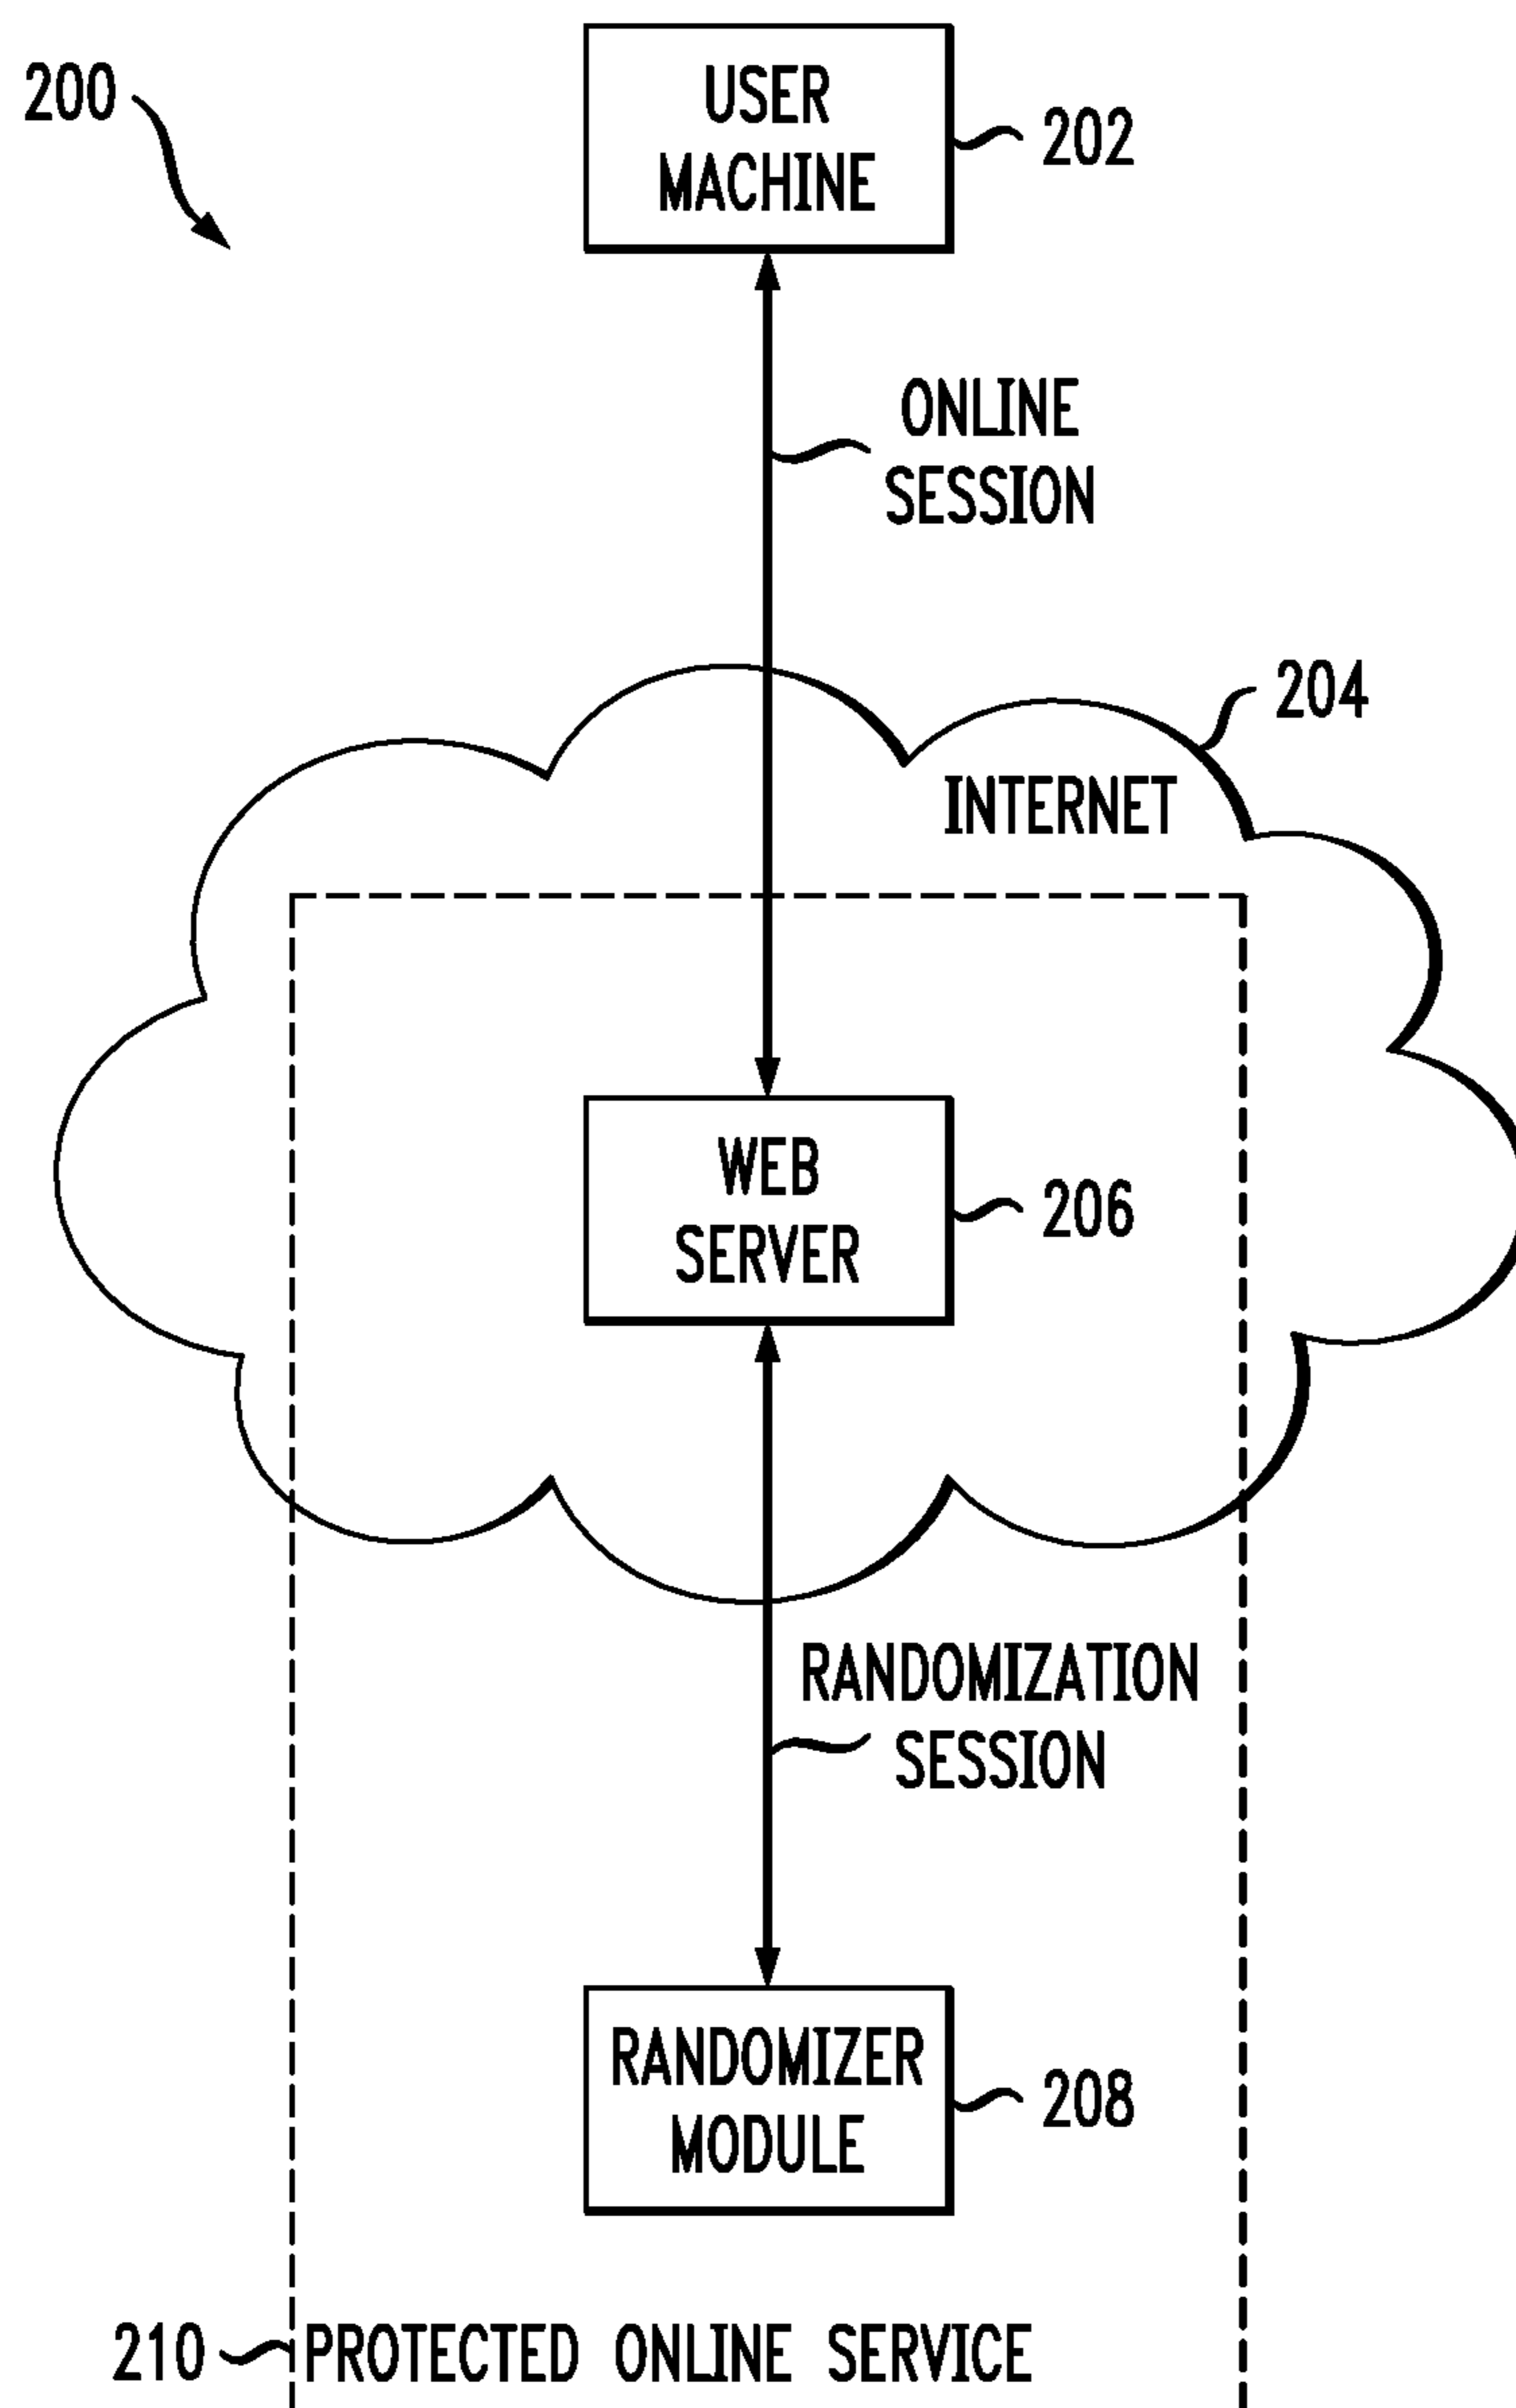 200
USER
MACHINE
202
ONLINE
SESSION
204
INTERNET
WEB
SERVER
206
RANDOMIZATION
SESSION
RANDOMIZER
MODULE
208
210
PROTECTED ONLINE SERVICE